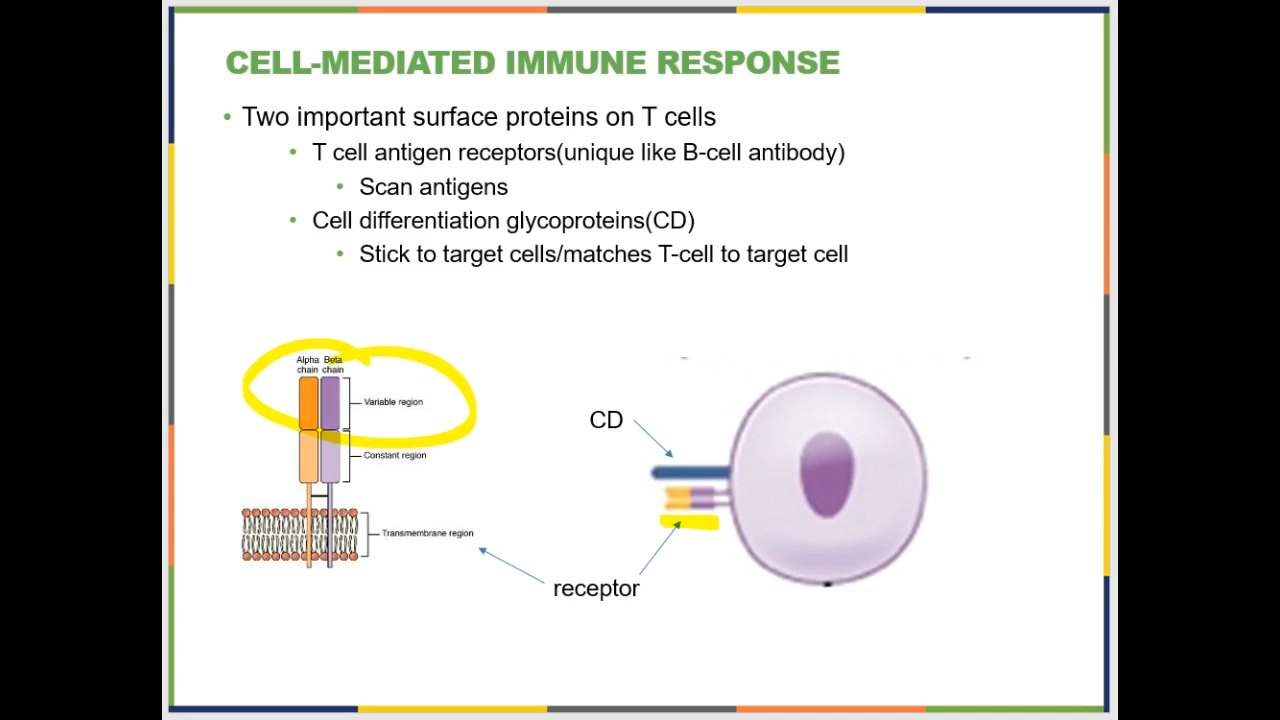 CELL-MEDIATED IMMUNE RESPONSE
• Two important surface proteins on T cells
• T cell antigen receptors(unique like B-cell antibody)
• Scan antigens
• Cell differentiation glycoproteins(CD)
• Stick to target cells/matches T-cell to target cell
Alpha chain
Beta chain
Variable region
Constant region
Transmembrane region
CD
receptor